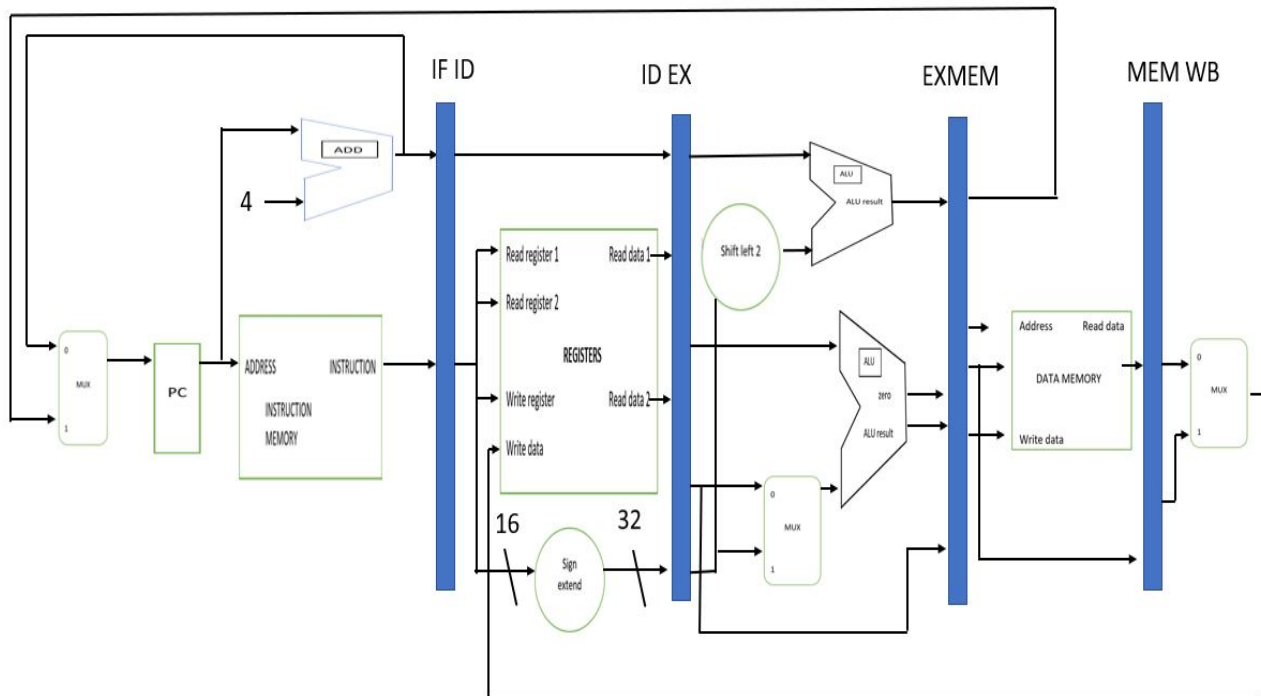 IF ID
ID EX
EXMEM
MEM WB
ADD
4
ALU
ALU result
Shift left 2
Read register 1
Read data 1
Read register 2
REGISTERS
Write register
Read data 2
Write data
0
MUX
1
PC
ADDRESS
INSTRUCTION
INSTRUCTION
MEMORY
ALU
zero
ALU result
Address
Read data
DATA MEMORY
Write data
0
MUX
1
16
Sign
extend
32
0
MUX
1